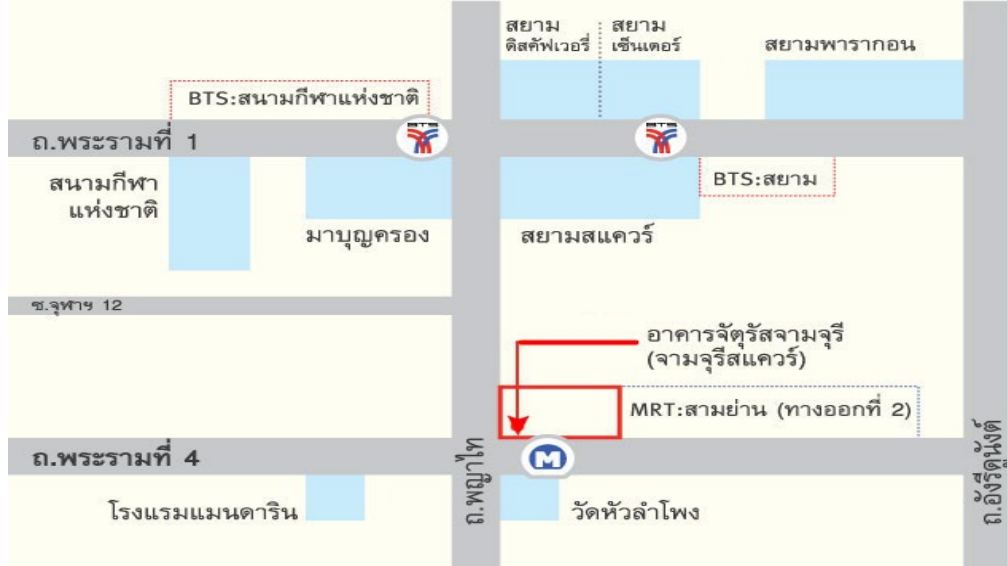 สยาม
ดิสคัฟเวอรี่
สยาม
เซ็นเตอร์
สยามพารากอน
BTS:สนามกีฬาแห่งชาติ
BTS
BTS
ถ.พระรามที่ 1
สนามกีฬา
แห่งชาติ
มาบุญครอง
สยามสแควร์
BTS:สยาม
ซ.จุฬาฯ 12
อาคารจัตุรัสจามจุรี
(จามจุรีสแควร์)
MRT:สามย่าน (ทางออกที่ 2)
ถ.พระรามที่ 4
M
ถ.พญาไท
ถ.อังรีดูนังต์
โรงแรมแมนดาริน
วัดหัวลำโพง